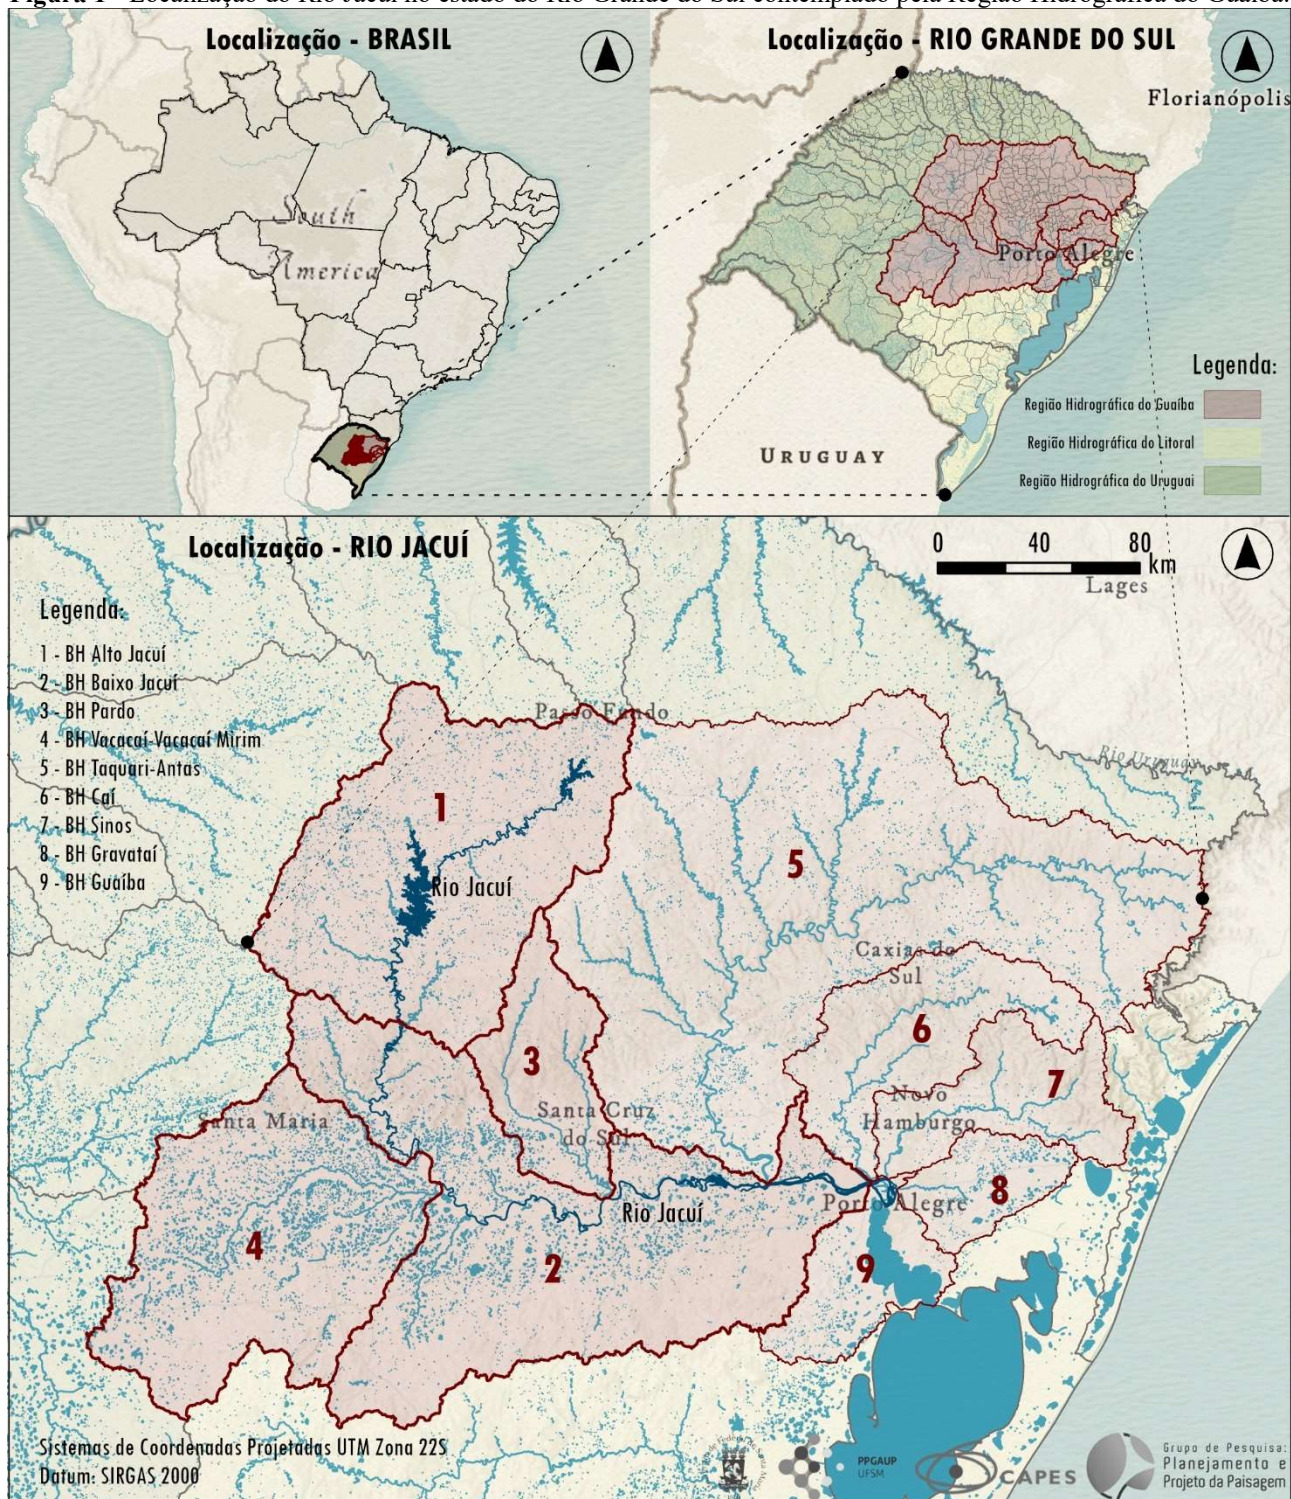 Figura 1 - Localização do Rio Jacuí no estado do Rio Grande do Sul contemplado pela Região Hidrográfica do Guaíba.
Localização - BRASIL
South
America
Localização - RIO GRANDE DO SUL
Florianópolis
Porto Alegre
URUGUAY
Legenda:
Região Hidrográfica do Guaíba
Região Hidrográfica do Litoral
Região Hidrográfica do Uruguai
Localização - RIO JACUÍ
0 40 80
km
Lages
Legenda:
1 - BH Alto Jacuí
2 - BH Baixo Jacuí
3 - BH Pardo
4 - BH Vacacaí-Vacacaí Mirim
5 - BH Taquari-Antas
6 - BH Caí
7 - BH Sinos
8 - BH Gravataí
9 - BH Guaíba
Passo Fundo
Rio Uruguay
1
Rio Jacuí
5
Caxias do
Sul
6
3
7
Novo
Hamburgo
Santa Cruz
do Sul
Santa Maria
8
Porto Alegre
Rio Jacuí
4
2
9
Sistemas de Coordenadas Projetadas UTM Zona 22S
Datum: SIRGAS 2000
PPGAUP
UFSM
CAPES
Grupo de Pesquisa:
Planejamento e
Projeto da Paisagem